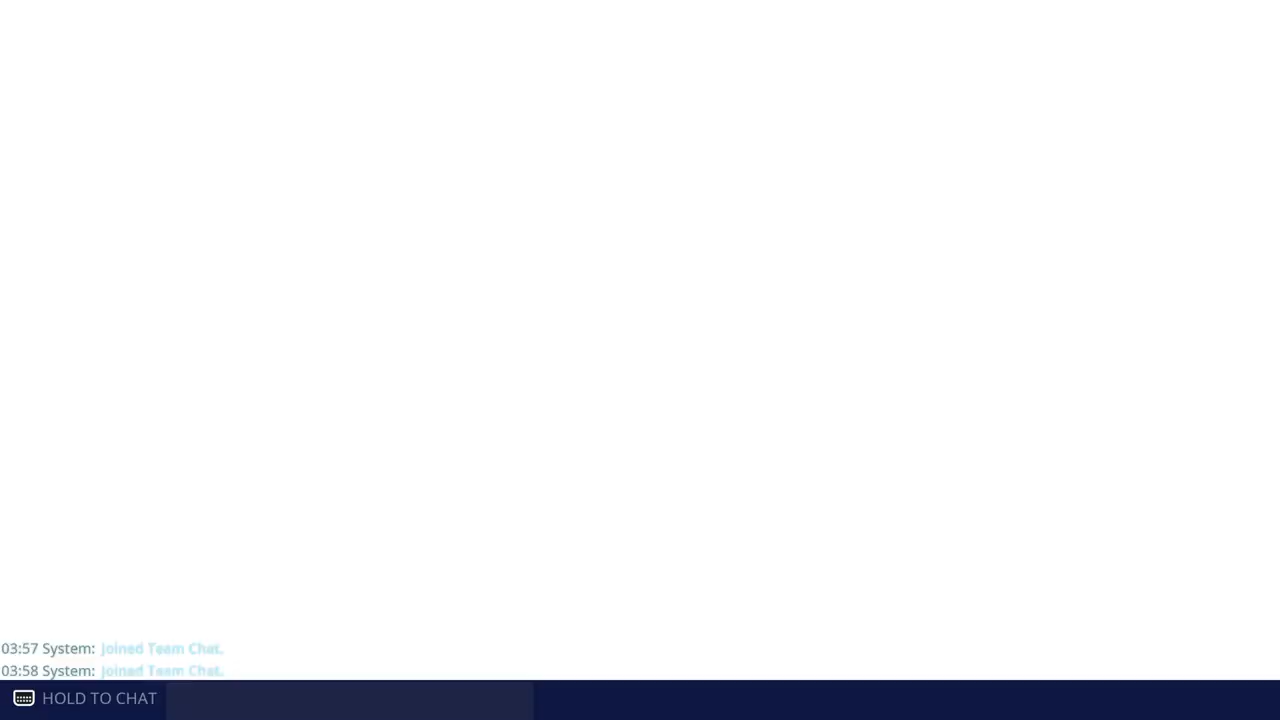 03:57 System: Joined Team Chat.
03:58 System: Joined Team Chat.
HOLD TO CHAT